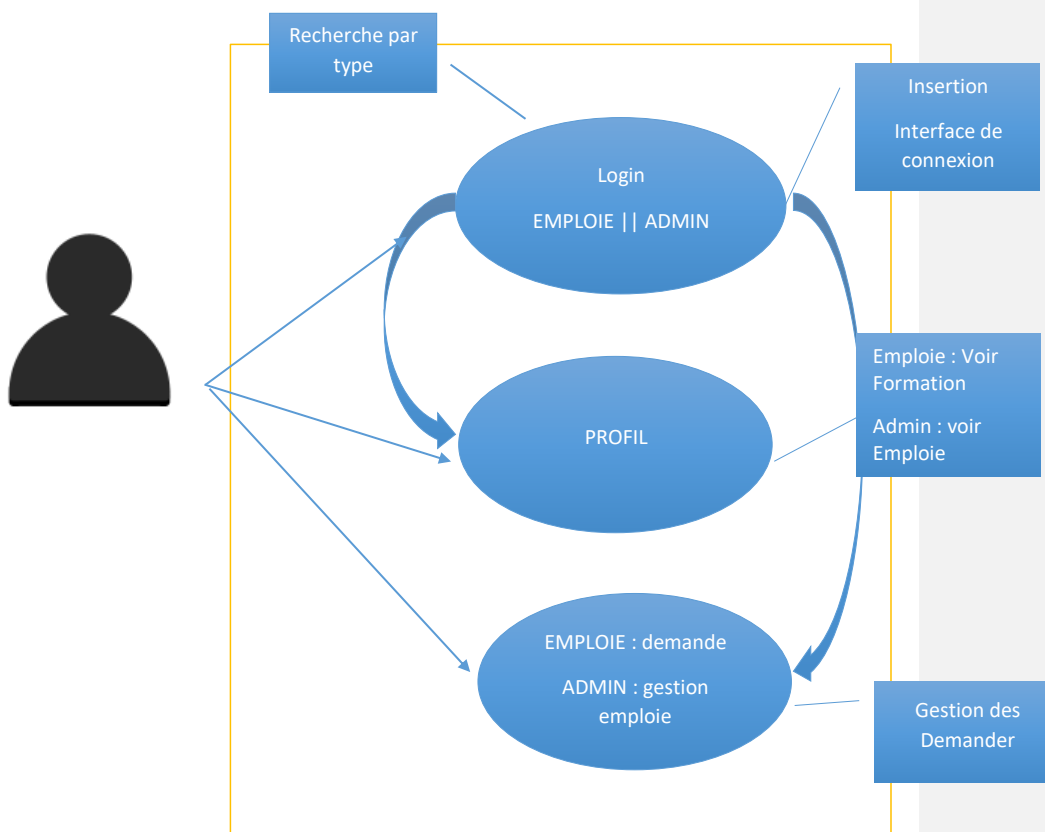 Recherche par
type
Insertion
Interface de
connexion
Login
EMPLOIE || ADMIN
Emploie : Voir
Formation
Admin : voir
Emploie
PROFIL
EMPLOIE : demande
ADMIN : gestion
emploie
Gestion des
Demander